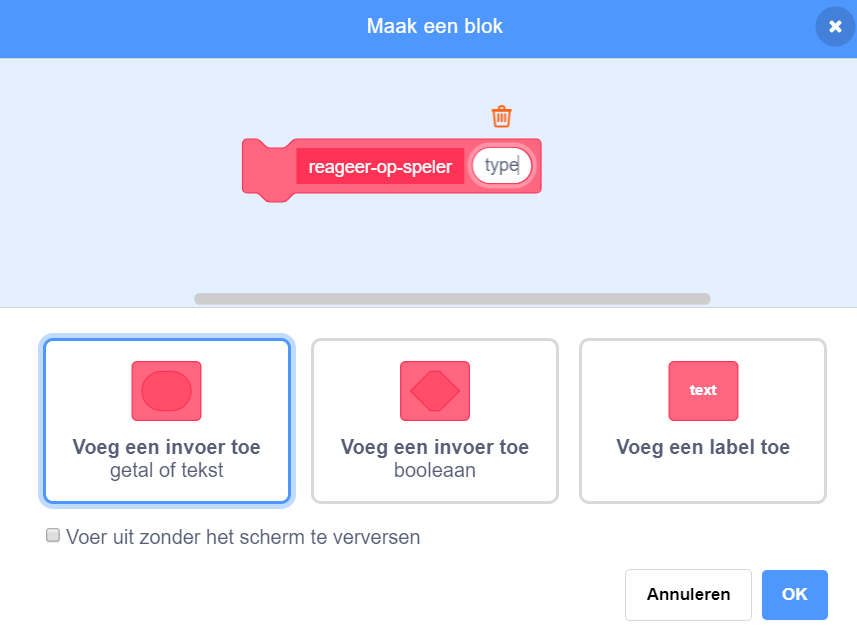 Maak een blok
reageer-op-speler type
text
Voeg een invoer toe
getal of tekst
Voeg een invoer toe
booleaan
Voeg een label toe
Voer uit zonder het scherm te verversen
Annuleren
OK